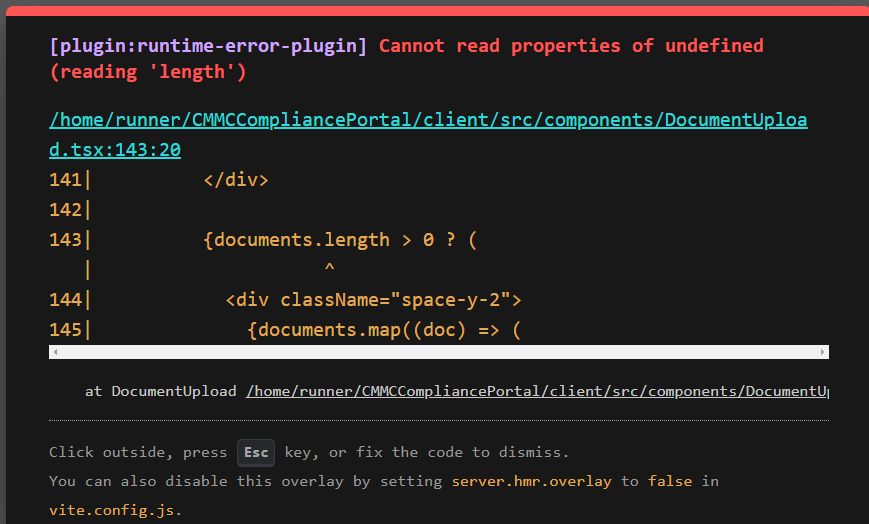 [plugin:runtime-error-plugin] Cannot read properties of undefined
(reading 'length')
/home/runner/CMMCCompliancePortal/client/src/components/DocumentUploa
d.tsx:143:20
141|          </div>
142|
143|          {documents.length > 0 ? (
   |                     ^
144|            <div className="space-y-2">
145|              {documents.map((doc) => (
at DocumentUpload /home/runner/CMMCCompliancePortal/client/src/components/DocumentUp
Click outside, press Esc key, or fix the code to dismiss.
You can also disable this overlay by setting server.hmr.overlay to false in
vite.config.js.